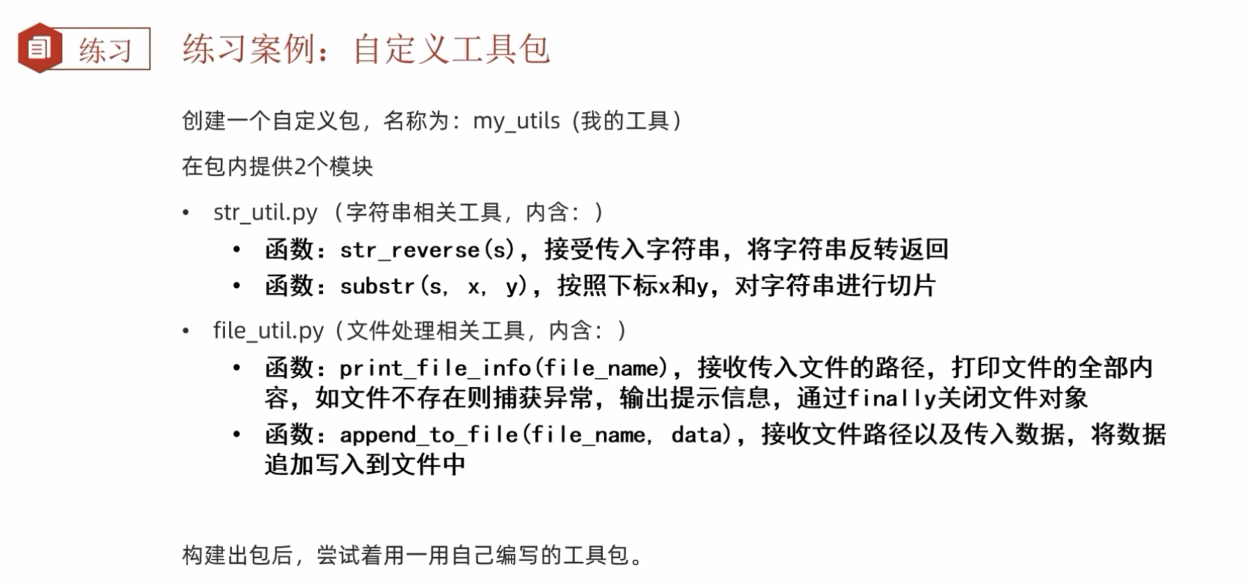 练习
练习案例：自定义工具包
创建一个自定义包，名称为：my_utils（我的工具）
在包内提供2个模块
• str_util.py （字符串相关工具，内含：）
• 函数：str_reverse(s)，接受传入字符串，将字符串反转返回
• 函数：substr(s, x, y)，按照下标x和y，对字符串进行切片
• file_util.py（文件处理相关工具，内含：）
• 函数：print_file_info(file_name)，接收传入文件的路径，打印文件的全部内
容，如文件不存在则捕获异常，输出提示信息，通过finally关闭文件对象
• 函数：append_to_file(file_name, data)，接收文件路径以及传入数据，将数据
追加写入到文件中
构建出包后，尝试着用一用自己编写的工具包。